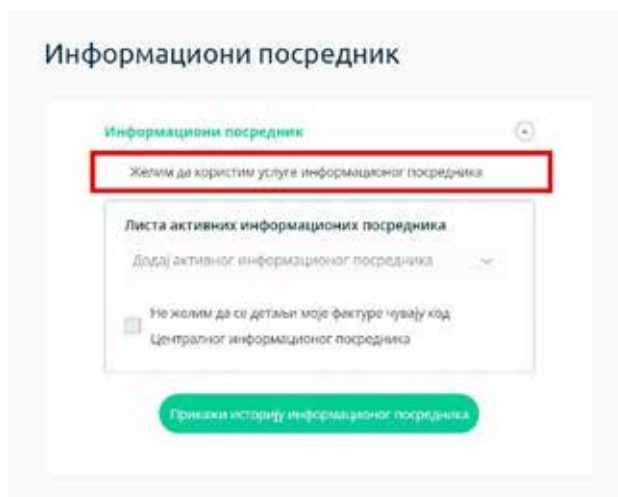 Информациони посредник
Информациони посредник
Желим да користим услуге информационог посредника
Листа активних информационих посредника
Додај активног информационог посредника
Не желим да се детаљи моје фактуре чувају код
Централног информационог посредника
Прикажи историју информационог посредника